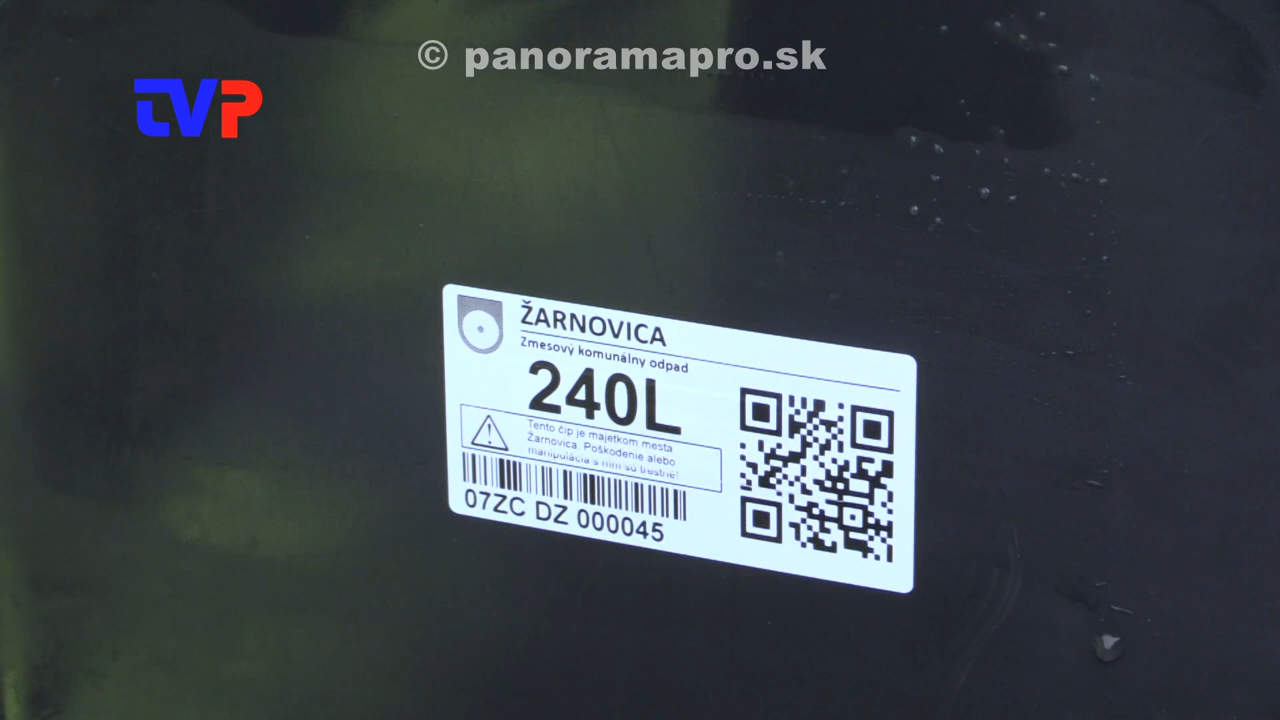 © panoramapro.sk
TVP
ŽARNOVICA
Zmesový komunálny odpad
240L
Tento čip je majetkom mesta
Žarnovica. Poškodenie alebo
manipulácia s ním sú trestné!
07ZC DZ 000045